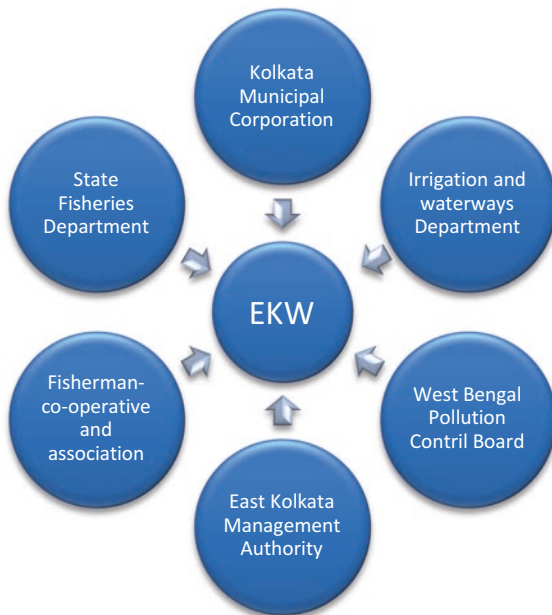 Kolkata
Municipal
Corporation
State
Fisheries
Department
Irrigation and
waterways
Department
EKW
Fisherman-
co-operative
and
association
West Bengal
Pollution
Contril Board
East Kolkata
Management
Authority